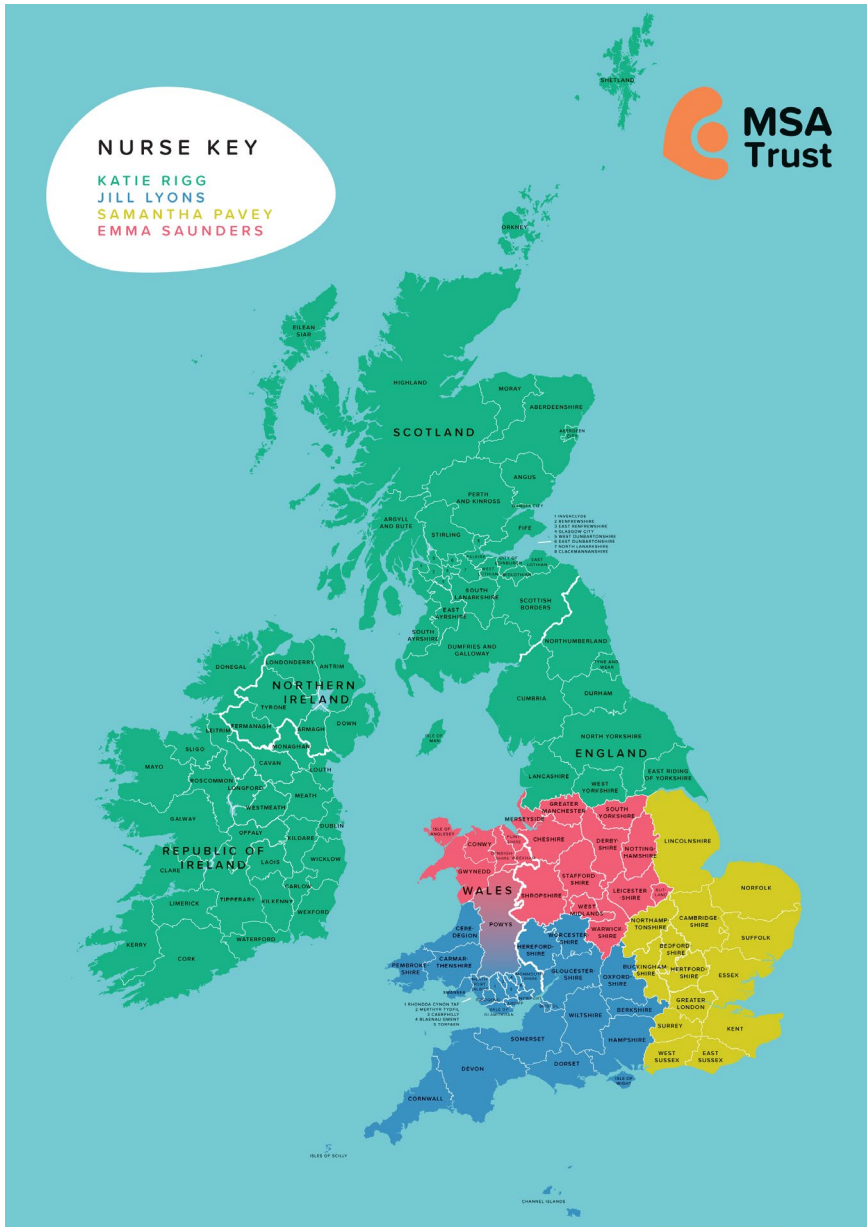 NURSE KEY
KATIE RIGG
JILL LYONS
SAMANTHA PAVEY
EMMA SAUNDERS
MSA
Trust
SHETLAND
ORKNEY
EILEAN
SIAR
HIGHLAND
MORAY
ABERDEENSHIRE
SCOTLAND
ABERDEEN
CITY
ANGUS
PERTH
AND KINROSS
ARGYLL
AND BUTE
STIRLING
FIFE
1 INVERCLYDE
2 RENFREWSHIRE
3 EAST RENFREWSHIRE
4 GLASGOW CITY
5 WEST DUNBARTONSHIRE
6 EAST DUNBARTONSHIRE
7 NORTH LANARKSHIRE
8 CLACKMANNANSHIRE
EAST
LOTHIAN
SOUTH
LANARKSHIRE
SCOTTISH
BORDERS
EAST
AYRSHIRE
SOUTH
AYRSHIRE
DUMFRIES AND
GALLOWAY
NORTHUMBERLAND
TYNE AND
WEAR
CUMBRIA
DURHAM
DONEGAL
LONDONDERRY
ANTRIM
NORTHERN
IRELAND
TYRONE
FERMANAGH
ARMAGH
DOWN
LEITRIM
MONAGHAN
ISLE OF
MAN
NORTH YORKSHIRE
ENGLAND
SLIGO
CAVAN
MAYO
ROSCOMMON
LONGFORD
LOUTH
MEATH
WESTMEATH
GALWAY
OFFALY
DUBLIN
KILDARE
REPUBLIC OF
IRELAND
LAOIS
WICKLOW
CLARE
CARLOW
LIMERICK
TIPPERARY
KILKENNY
WEXFORD
WATERFORD
KERRY
CORK
LANCASHIRE
WEST
YORKSHIRE
EAST RIDING
OF YORKSHIRE
MERSEYSIDE
GREATER
MANCHESTER
SOUTH
YORKSHIRE
LINCOLNSHIRE
ISLE OF
ANGLESEY
CONWY
CHESHIRE
DERBY
SHIRE
NOTTING
HAMSHIRE
GWYNEDD
WALES
SHROPSHIRE
STAFFORD
SHIRE
LEICESTER
SHIRE
RUT
LAND
NORFOLK
WEST
MIDLANDS
WARWICK
SHIRE
NORTHAMP
TONSHIRE
CAMBRIDGE
SHIRE
SUFFOLK
CERE-
DEGION
POWYS
HEREFORD-
SHIRE
WORCESTER
SHIRE
BEDFORD
SHIRE
PEMBROKE
SHIRE
CARMAR-
THENSHIRE
GLOUCESTER
SHIRE
OXFORD-
SHIRE
BUCKINGHAM
SHIRE
HERTFORD-
SHIRE
ESSEX
SWANSEA
1 RHONDDA CYNON TAF
2 MERTHYR TYDFIL
3 CAERPHILLY
4 BLAENAU GWENT
5 TORFAEN
GREATER
LONDON
WILTSHIRE
BERKSHIRE
SURREY
KENT
SOMERSET
HAMPSHIRE
WEST
SUSSEX
EAST
SUSSEX
DEVON
DORSET
ISLE OF
WIGHT
CORNWALL
ISLES OF SCILLY
CHANNEL ISLANDS